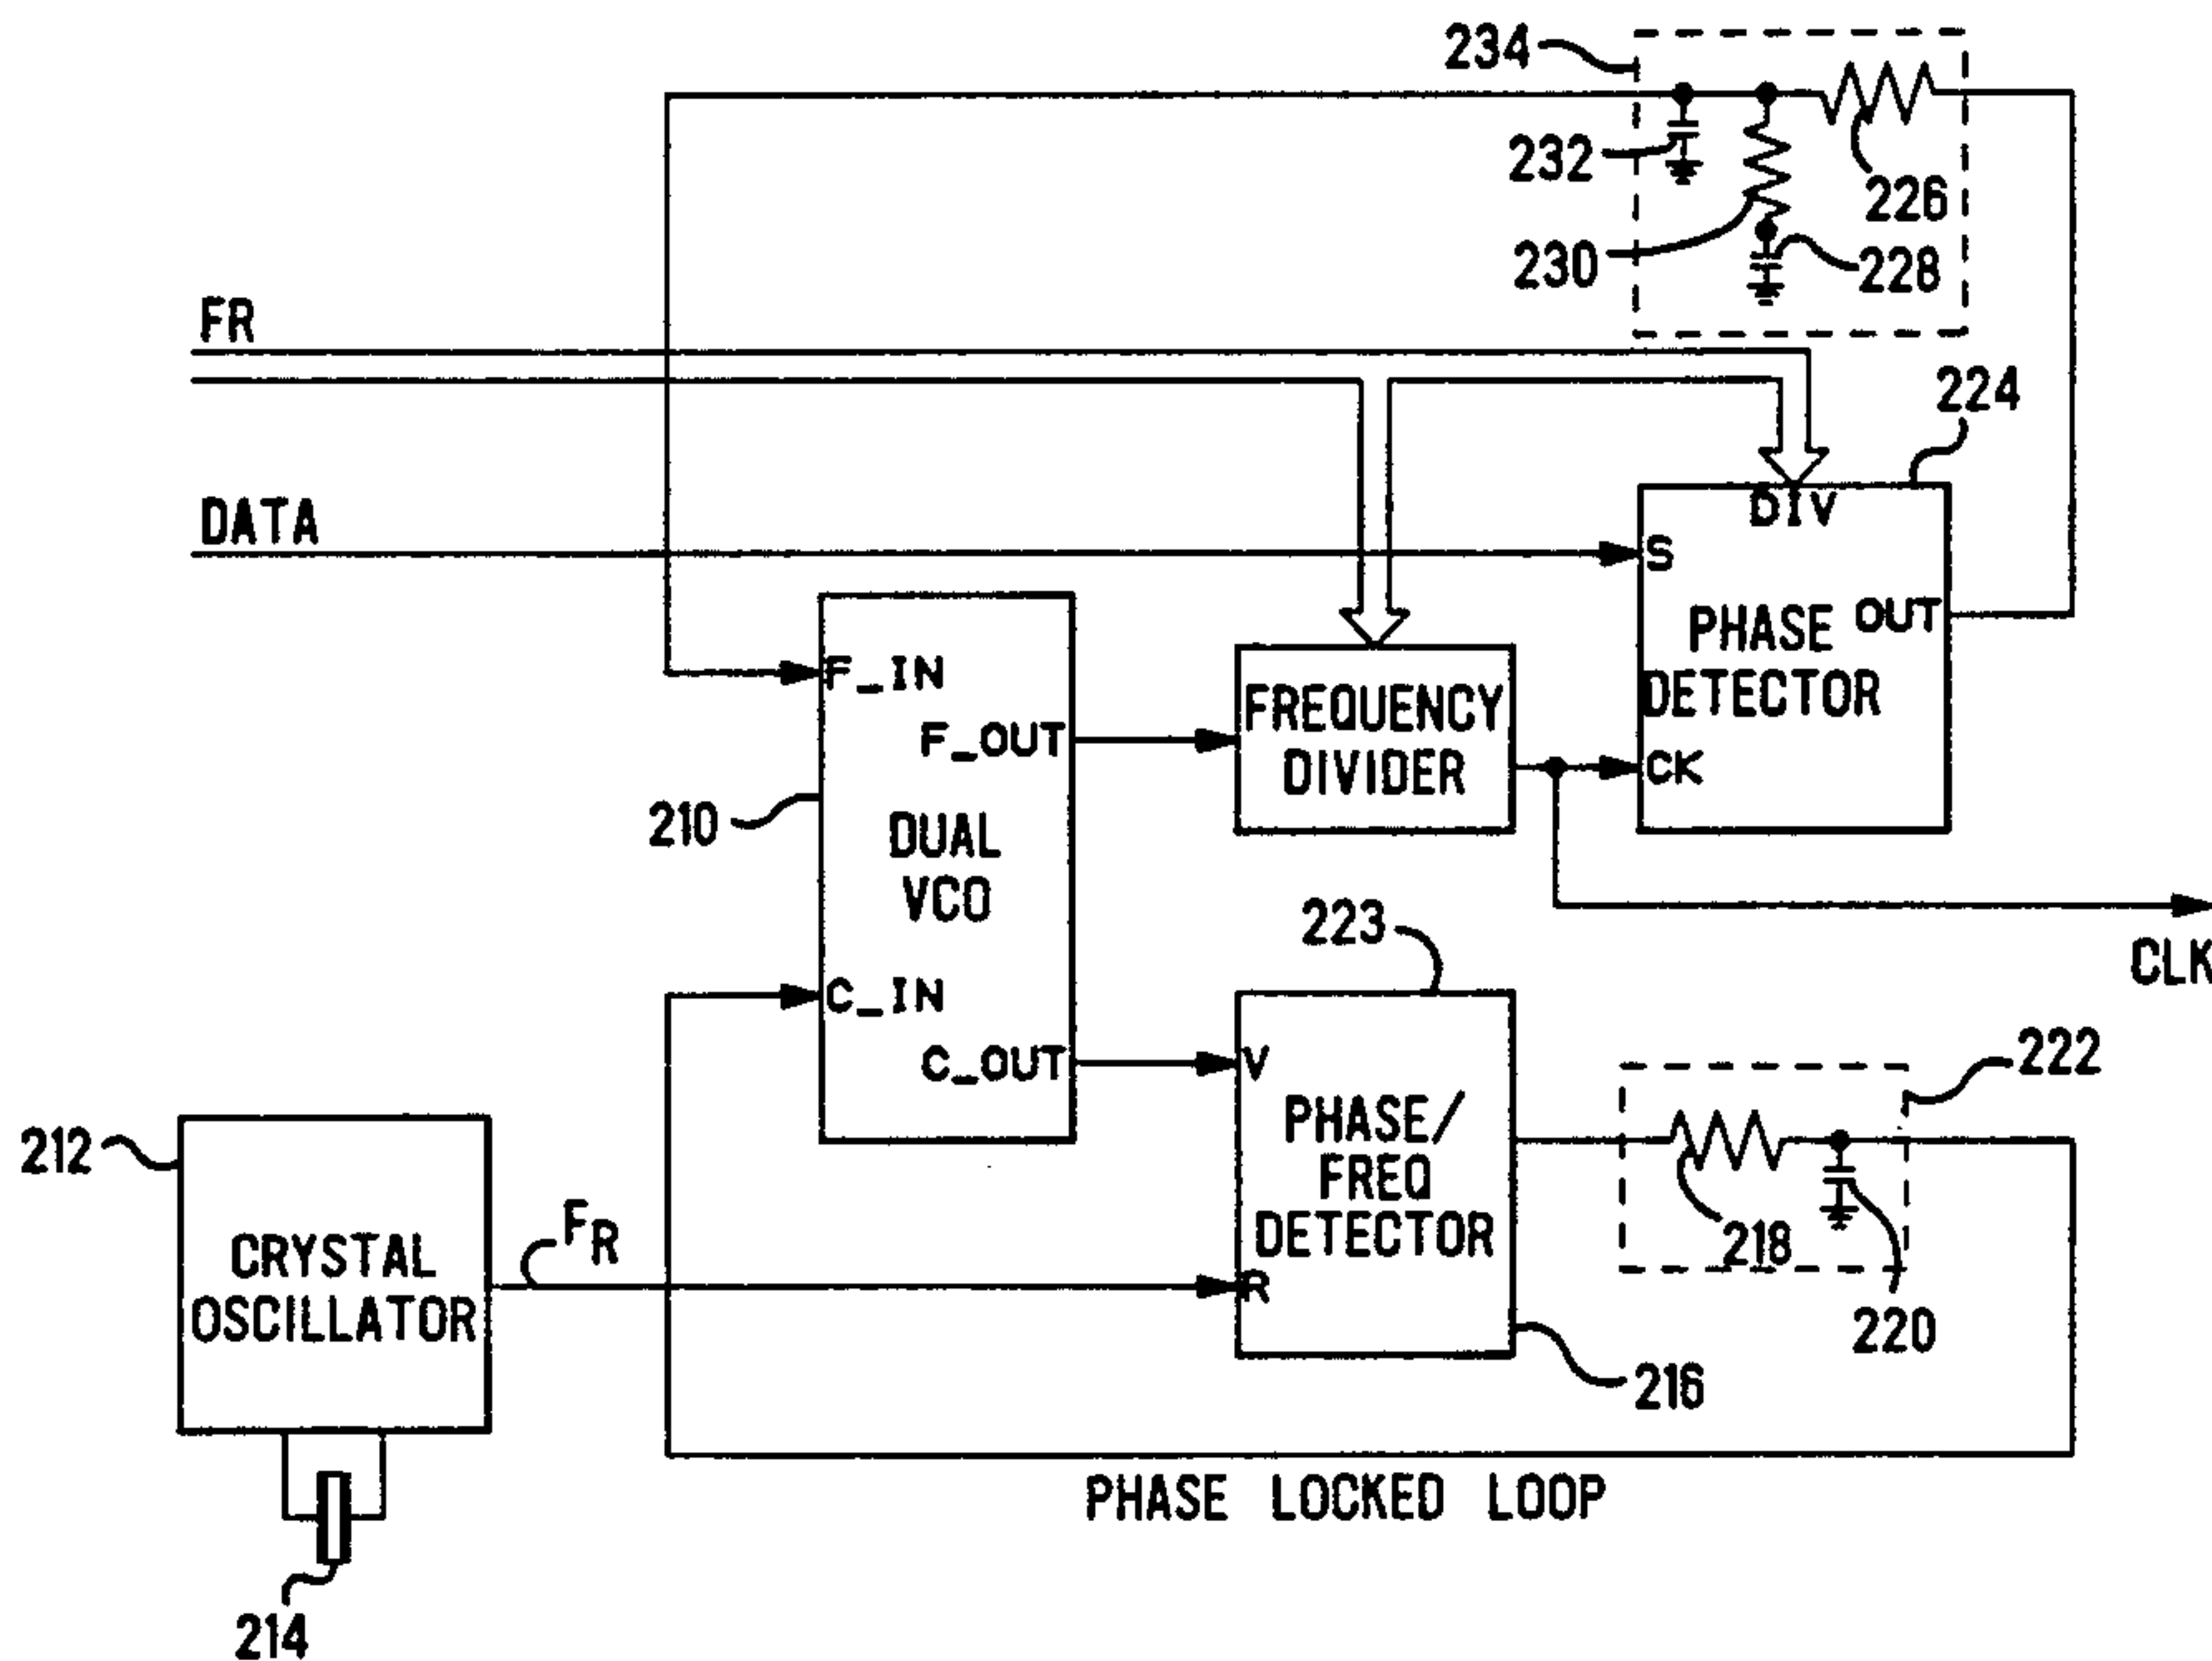 234
232
226
230
228
FR
224
DATA
DIV
S
PHASE OUT
DETECTOR
CK
F_IN
F_OUT
FREQUENCY
DIVIDER
210
DUAL
VCO
CLK
223
C_IN
C_OUT
V
PHASE/
FREQ
DETECTOR
R
222
218
220
216
212
CRYSTAL
OSCILLATOR
FR
PHASE LOCKED LOOP
214